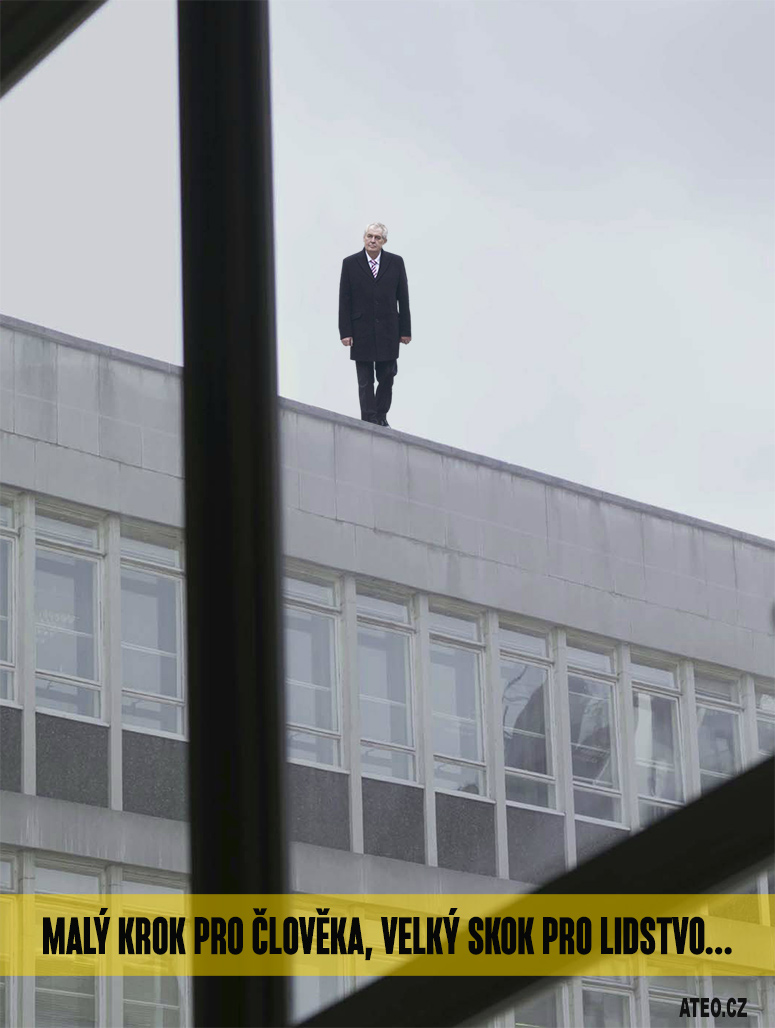 MALÝ KROK PRO ČLOVĚKA, VELKÝ SKOK PRO LIDSTVO...
ATEO.CZ